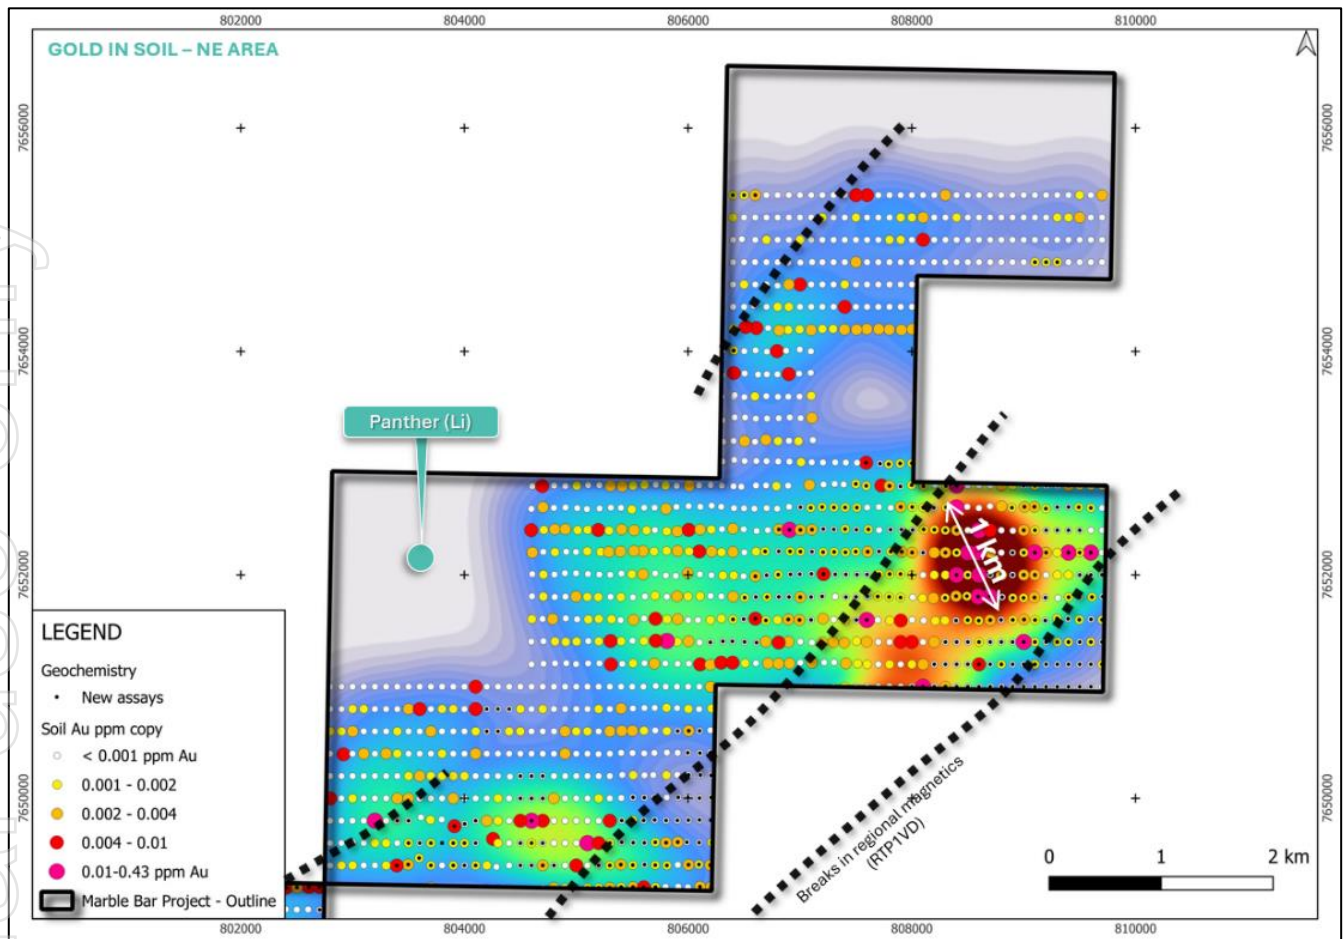 802000 804000 806000 808000 810000
GOLD IN SOIL – NE AREA
7656000 7656000
7654000 7654000
Panther (Li)
1 km
7652000 7652000
LEGEND
Geochemistry
New assays
Soil Au ppm copy
< 0.001 ppm Au
0.001 - 0.002
0.002 - 0.004
0.004 - 0.01
0.01-0.43 ppm Au
Marble Bar Project - Outline
7650000 7650000
Breaks in regional magnetics
(RTP1VD)
0 1 2 km
802000 804000 806000 808000 810000